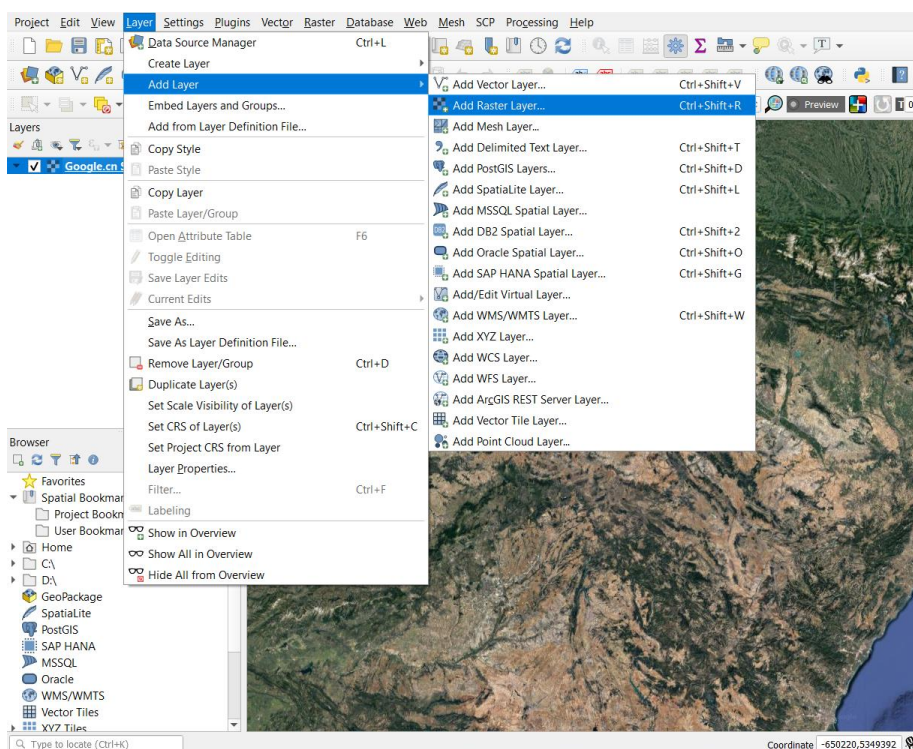 Project Edit View Layer Settings Plugins Vector Raster Database Web Mesh SCP Processing Help
Data Source Manager Ctrl+L
Create Layer
Add Layer
Embed Layers and Groups...
Add from Layer Definition File...
Copy Style
Paste Style
Copy Layer
Paste Layer/Group
Open Attribute Table F6
Toggle Editing
Save Layer Edits
Current Edits
Save As...
Save As Layer Definition File...
Remove Layer/Group Ctrl+D
Duplicate Layer(s)
Set Scale Visibility of Layer(s)
Set CRS of Layer(s) Ctrl+Shift+C
Set Project CRS from Layer
Layer Properties...
Filter... Ctrl+F
Labeling
Show in Overview
Show All in Overview
Hide All from Overview
Add Vector Layer... Ctrl+Shift+V
Add Raster Layer... Ctrl+Shift+R
Add Mesh Layer...
Add Delimited Text Layer... Ctrl+Shift+T
Add PostGIS Layers... Ctrl+Shift+D
Add SpatiaLite Layer... Ctrl+Shift+L
Add MSSQL Spatial Layer...
Add DB2 Spatial Layer... Ctrl+Shift+2
Add Oracle Spatial Layer... Ctrl+Shift+O
Add SAP HANA Spatial Layer... Ctrl+Shift+G
Add/Edit Virtual Layer...
Add WMS/WMTS Layer... Ctrl+Shift+W
Add XYZ Layer...
Add WCS Layer...
Add WFS Layer...
Add ArcGIS REST Server Layer...
Add Vector Tile Layer...
Add Point Cloud Layer...
Preview
Layers
Google.cn S
Browser
Favorites
Spatial Bookmar
Project Bookm
User Bookmar
Home
C:\
D:\
GeoPackage
SpatiaLite
PostGIS
SAP HANA
MSSQL
Oracle
WMS/WMTS
Vector Tiles
XYZ Tiles
Type to locate (Ctrl+K)
Coordinate -650220,5349392